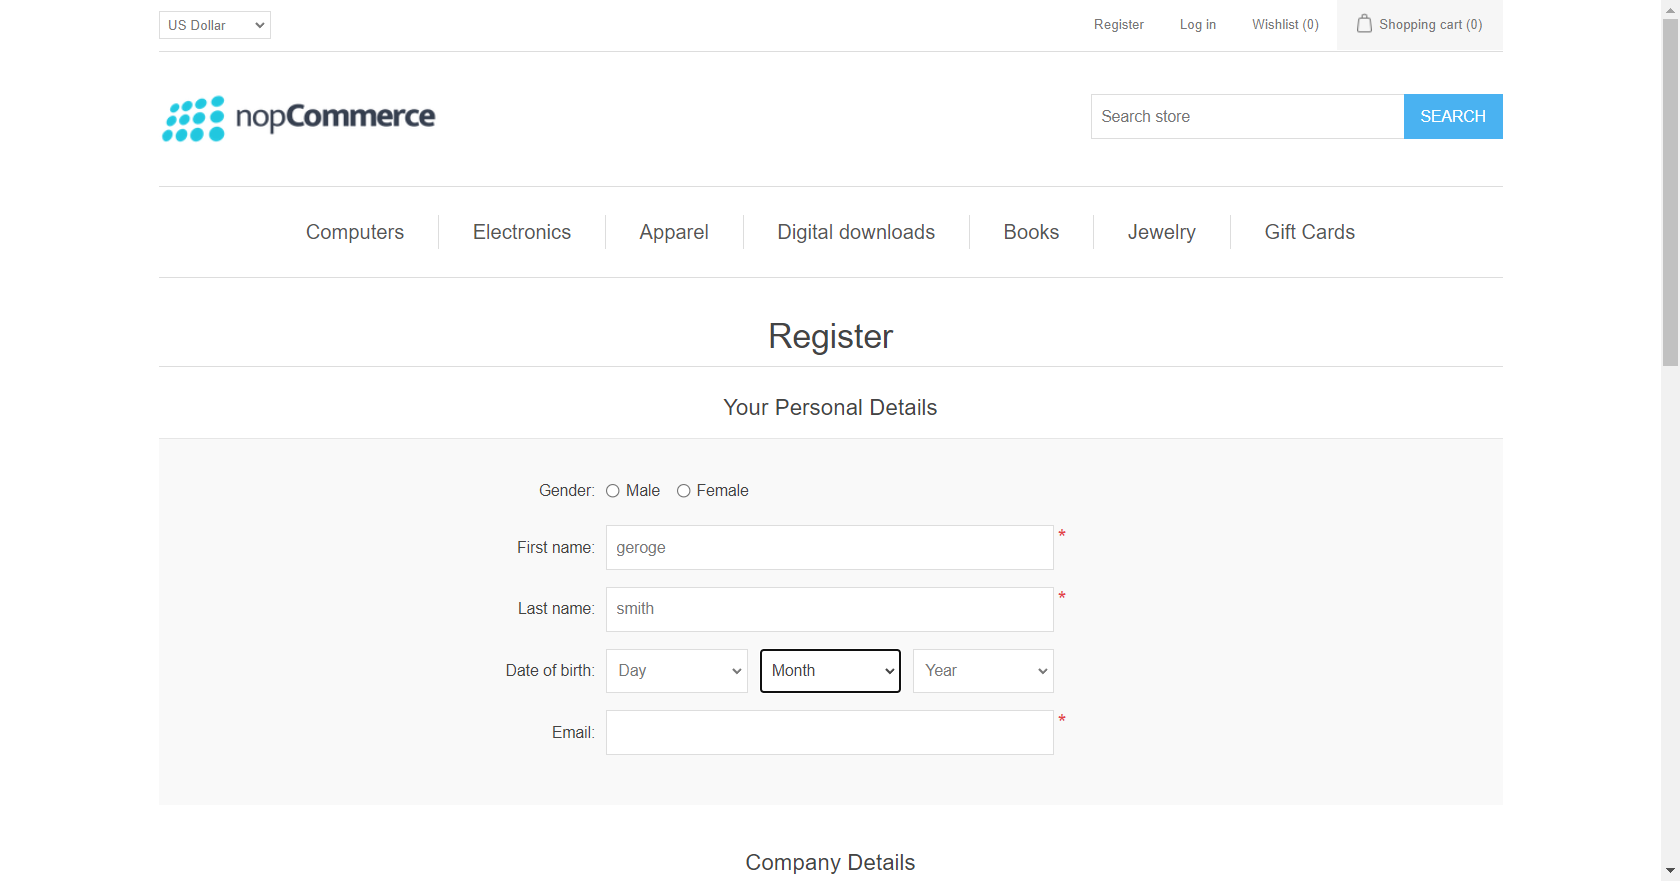 US Dollar Register Log in Wishlist (0) Shopping cart (0)
nopCommerce Search store SEARCH
Computers Electronics Apparel Digital downloads Books Jewelry Gift Cards
Register
Your Personal Details
Gender: Male Female
First name: geroge *
Last name: smith *
Date of birth: Day Month Year
Email: *
Company Details